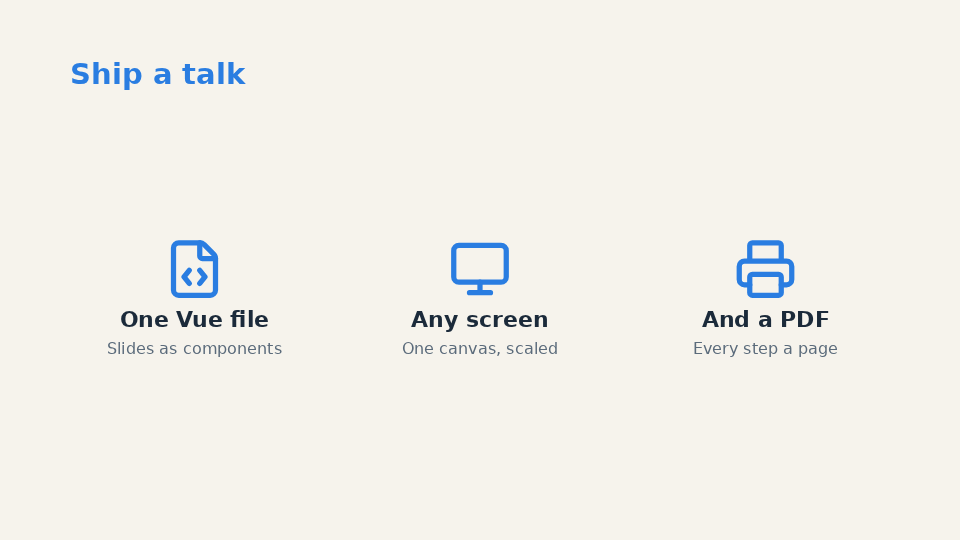 Ship a talk
One Vue file
Slides as components
Any screen
One canvas, scaled
And a PDF
Every step a page